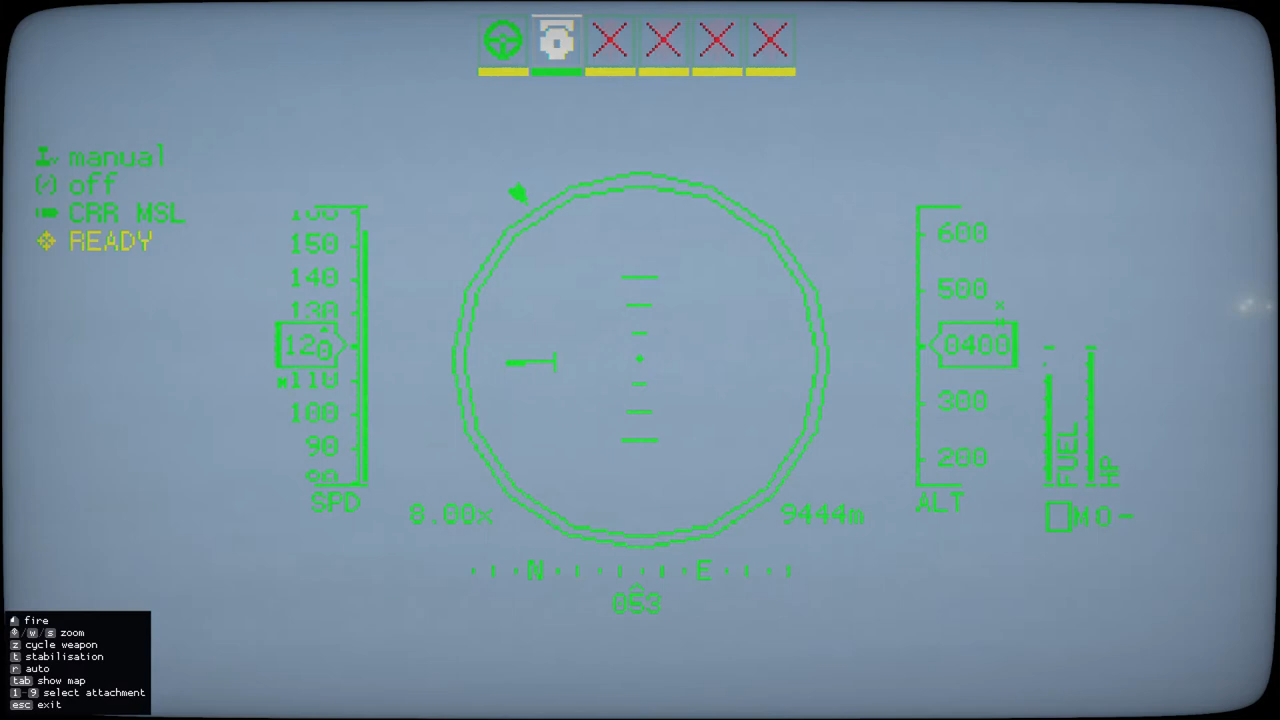 manual
off
CRR MSL
READY
150
140
130
120
110
100
90
SPD
600
500
0400
300
200
ALT
FUEL
HP
MO-
8.00x
9444m
N E
053
fire
w / s zoom
z cycle weapon
t stabilisation
r auto
tab show map
1-9 select attachment
esc exit